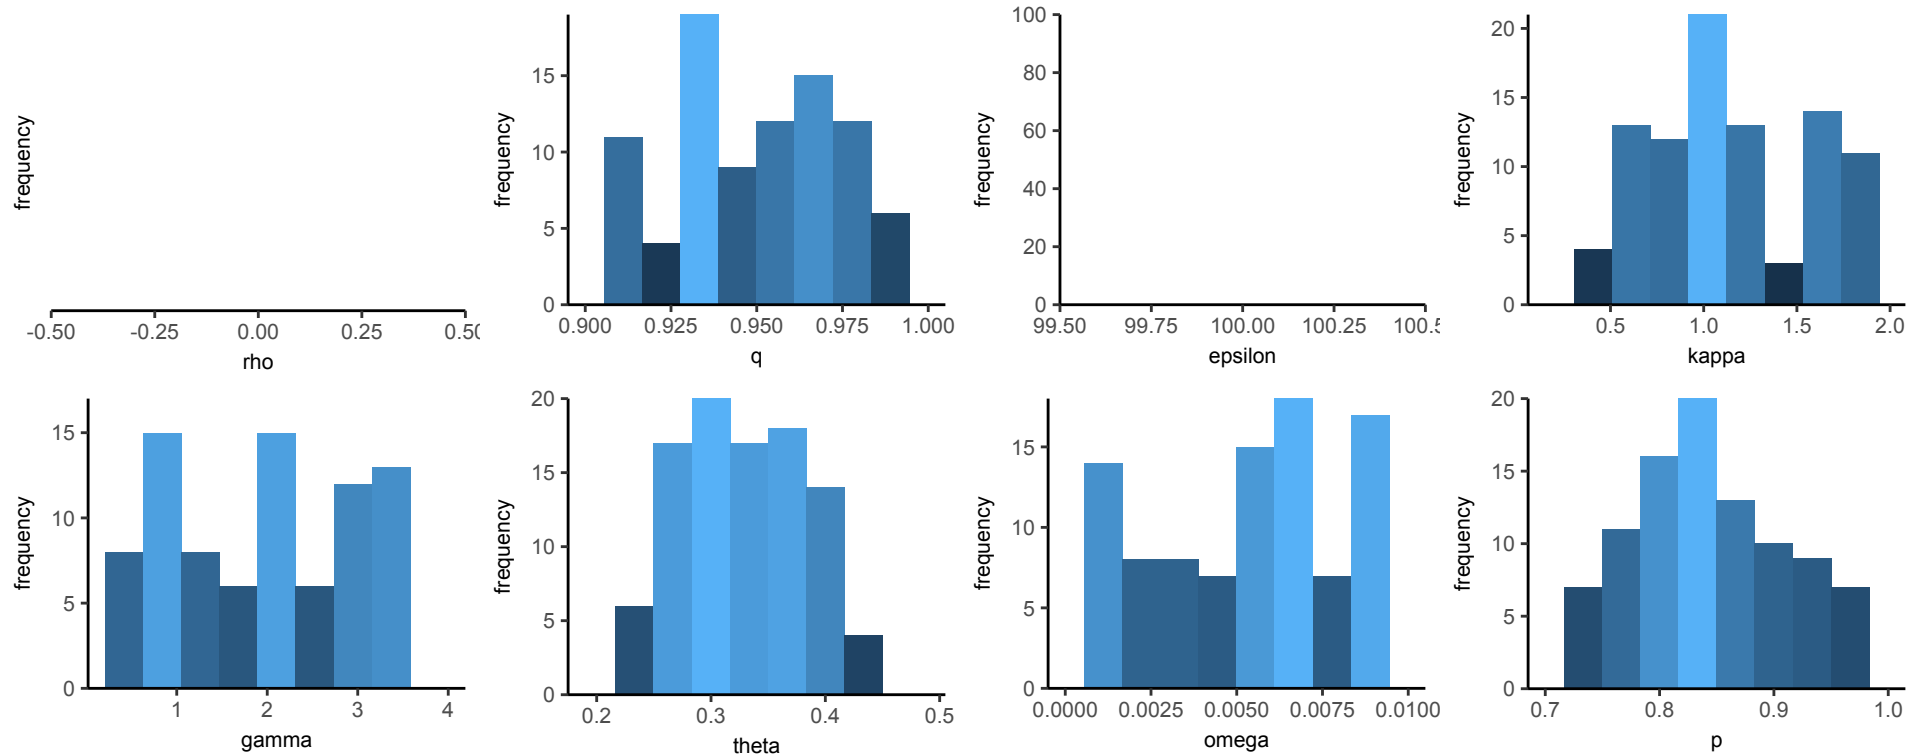 frequency
-0.50 -0.25 0.00 0.25 0.50
rho
frequency
15
10
5
0
0.900 0.925 0.950 0.975 1.000
q
frequency
100
80
60
40
20
0
99.50 99.75 100.00 100.25 100.5
epsilon
frequency
20
15
10
5
0
0.5 1.0 1.5 2.0
kappa
frequency
15
10
5
0
1 2 3 4
gamma
frequency
20
15
10
5
0
0.2 0.3 0.4 0.5
theta
frequency
15
10
5
0
0.0000 0.0025 0.0050 0.0075 0.0100
omega
frequency
20
15
10
5
0
0.7 0.8 0.9 1.0
p